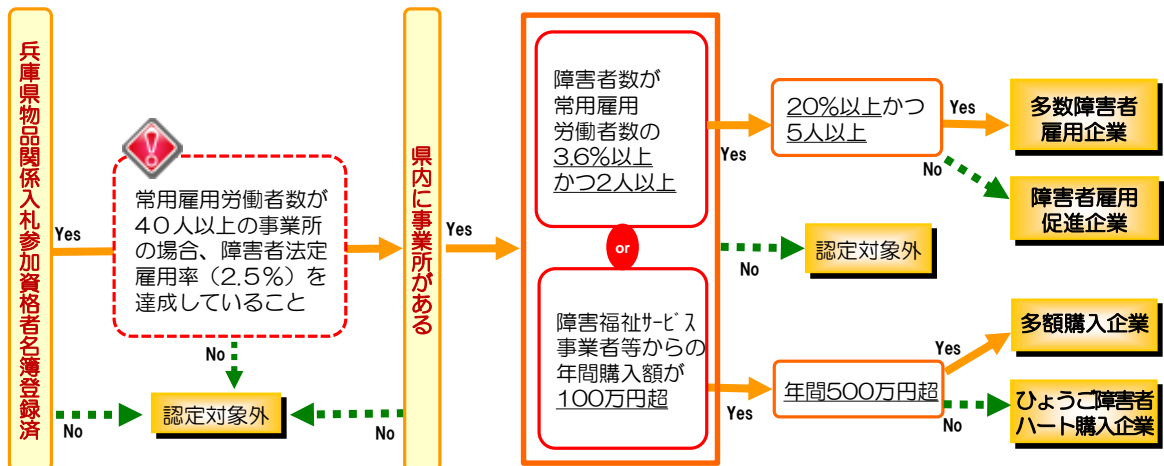 兵庫県物品関係入札参加資格者名簿登録済
Yes
No
常用雇用労働者数が
４０人以上の事業所
の場合、障害者法定
雇用率（2.5％）を
達成していること
No
認定対象外
県内に事業所がある
No
Yes
障害者数が
常用雇用
労働者数の
3.6％以上
かつ2人以上
or
障害福祉ｻｰﾋﾞｽ
事業者等からの
年間購入額が
100万円超
Yes
20％以上かつ
5人以上
Yes
多数障害者
雇用企業
No
障害者雇用
促進企業
No
認定対象外
Yes
年間500万円超
Yes
多額購入企業
No
ひょうご障害者
ハート購入企業